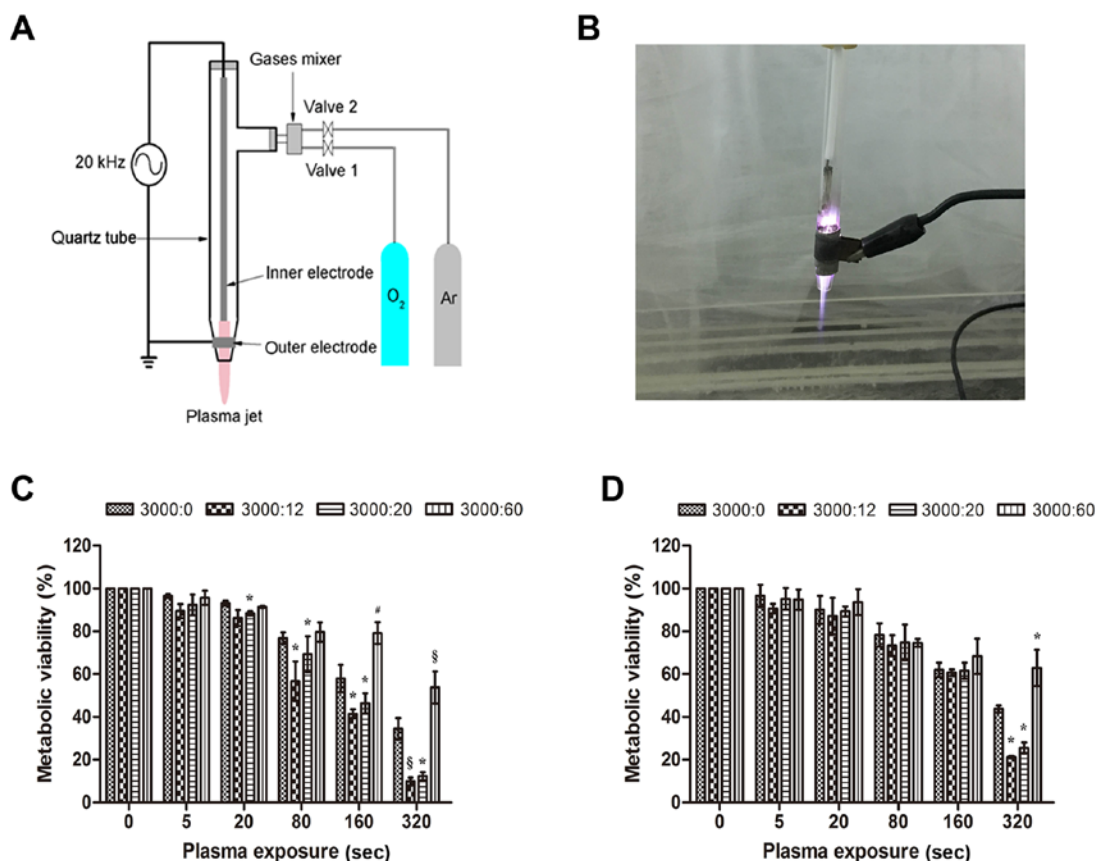 A
Gases mixer
Valve 2
20 kHz
Valve 1
Quartz tube
Inner electrode
O2
Ar
Outer electrode
Plasma jet
B
C
3000:0 3000:12 3000:20 3000:60
Metabolic viability (%)
120
100
80
60
40
20
0
* * * # * * § * §
0 5 20 80 160 320
Plasma exposure (sec)
D
3000:0 3000:12 3000:20 3000:60
Metabolic viability (%)
120
100
80
60
40
20
0
* * *
0 5 20 80 160 320
Plasma exposure (sec)